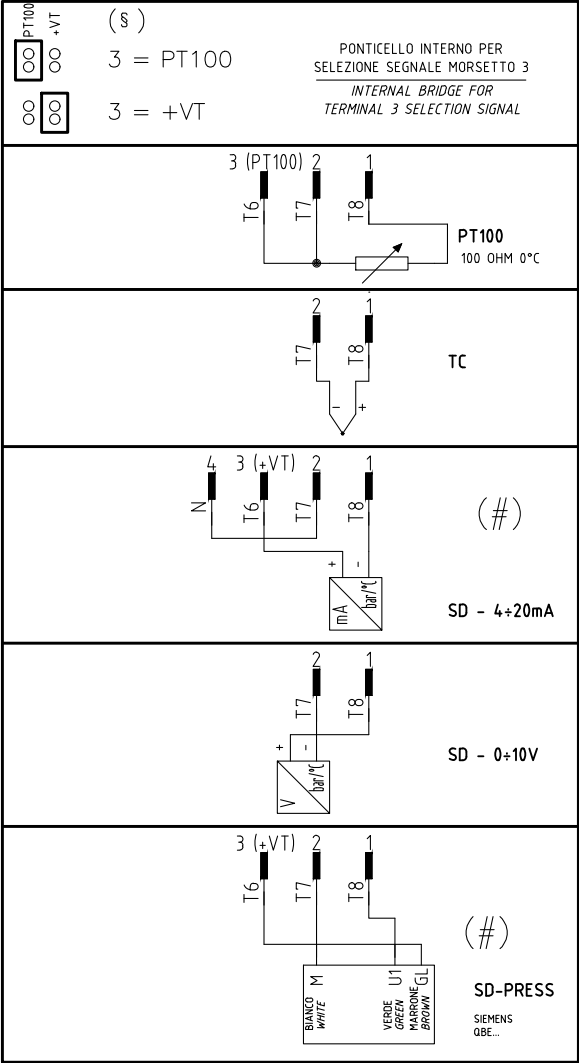 PT100
+VT
(§)
3 = PT100
3 = +VT
PONTICELLO INTERNO PER
SELEZIONE SEGNALE MORSETTO 3
INTERNAL BRIDGE FOR
TERMINAL 3 SELECTION SIGNAL
3 (PT100) 2 1
T6 T7 T8
PT100
100 OHM 0°C
2 1
T7 T8
TC
- +
4 3 (+VT) 2 1
N T6 T7 T8
(#)
+ -
mA bar/°C
SD - 4÷20mA
2 1
T7 T8
+ -
V bar/°C
SD - 0÷10V
3 (+VT) 2 1
T6 T7 T8
(#)
M U1 GL
BIANCO
WHITE
VERDE
GREEN
MARRONE
BROWN
SD-PRESS
SIEMENS
QBE...